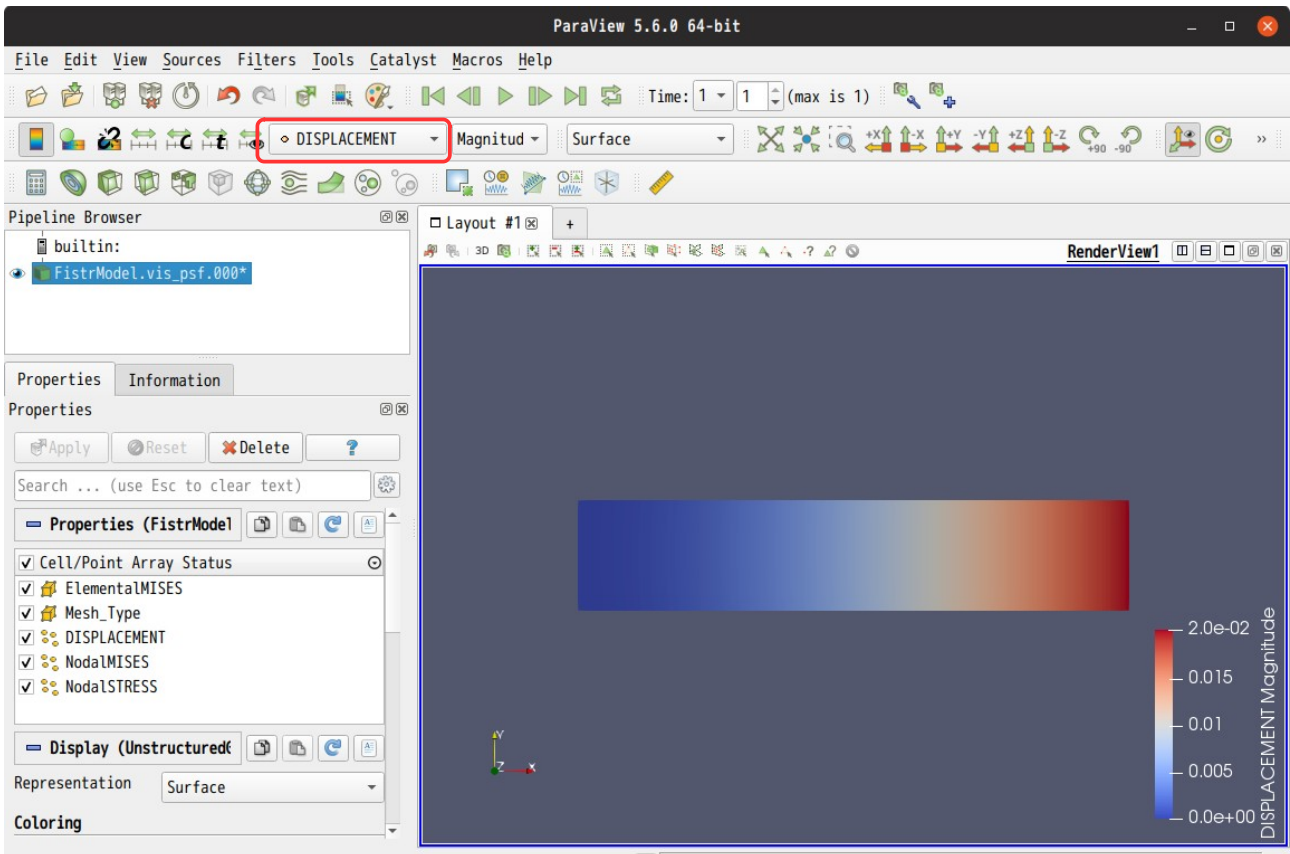 ParaView 5.6.0 64-bit
File Edit View Sources Filters Tools Catalyst Macros Help
Time: 1 1 (max is 1)
DISPLACEMENT Magnitud Surface +X -X +Y -Y +Z -Z +90 -90 »
Pipeline Browser
builtin:
FistrModel.vis_psf.000*
Properties Information
Properties
Apply Reset Delete ?
Search ... (use Esc to clear text)
Properties (FistrModel
Cell/Point Array Status
ElementalMISES
Mesh_Type
DISPLACEMENT
NodalMISES
NodalSTRESS
Display (Unstructured
Representation Surface
Coloring
Layout #1 +
3D RenderView1
Y
Z X
2.0e-02
0.015
0.01
0.005
0.0e+00
DISPLACEMENT Magnitude